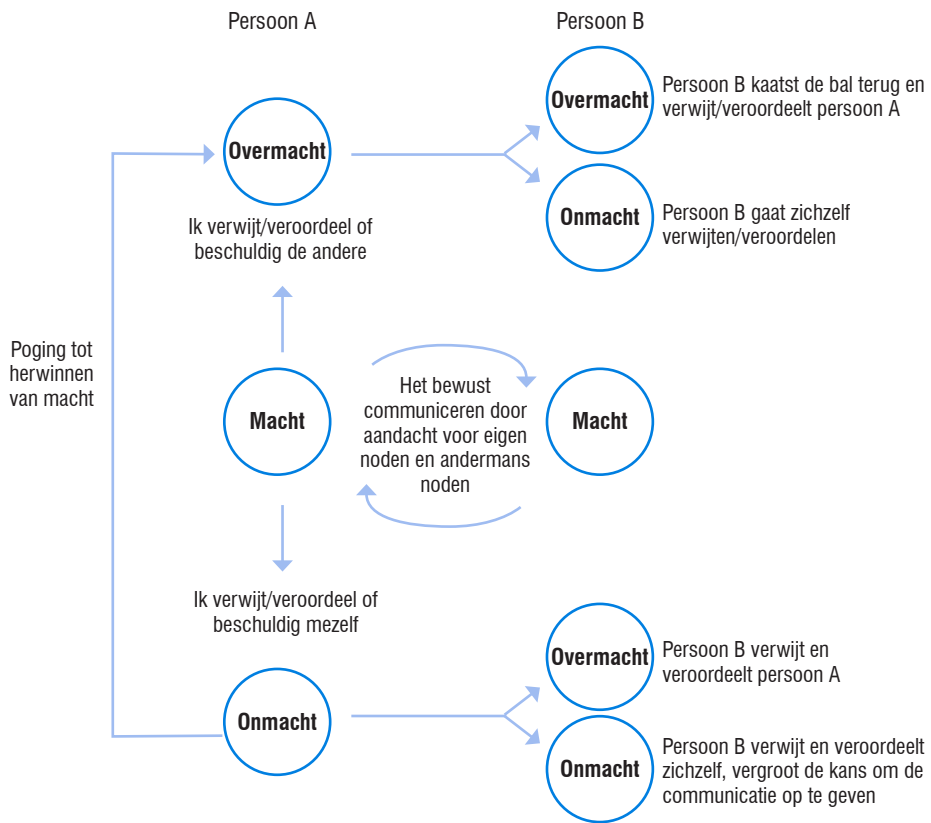 Persoon A
Persoon B
Overmacht
Ik verwijt/veroordeel of
beschuldig de andere
Overmacht
Persoon B kaatst de bal terug en
verwijt/veroordeelt persoon A
Onmacht
Persoon B gaat zichzelf
verwijten/veroordelen
Poging tot
herwinnen
van macht
Macht
Het bewust
communiceren door
aandacht voor eigen
noden en andermans
noden
Macht
Ik verwijt/veroordeel of
beschuldig mezelf
Onmacht
Overmacht
Persoon B verwijt en
veroordeelt persoon A
Onmacht
Persoon B verwijt en veroordeelt
zichzelf, vergroot de kans om de
communicatie op te geven